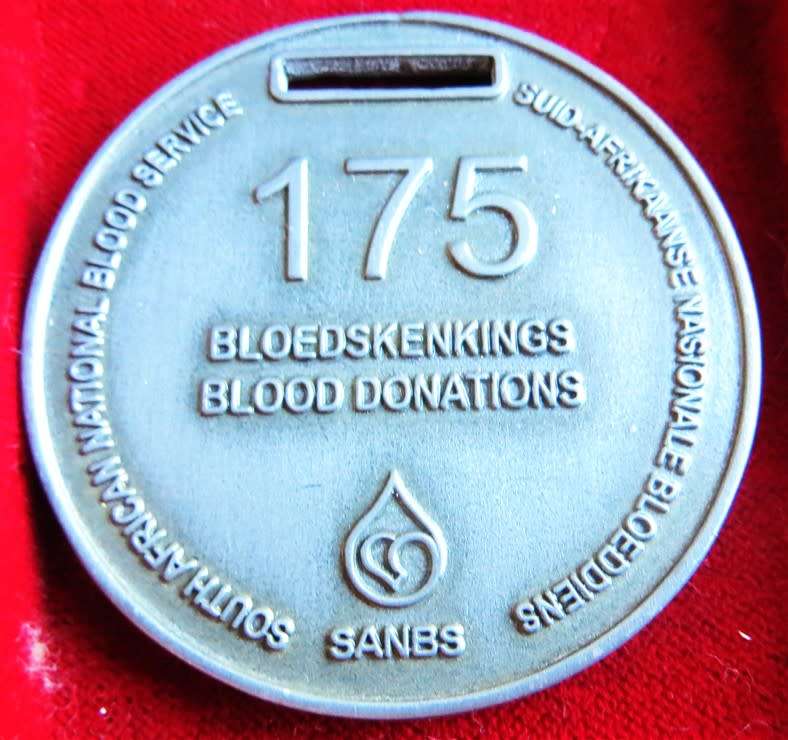 SOUTH AFRICAN NATIONAL BLOOD SERVICE
SUID-AFRIKAANSE NASIONALE BLOEDDIENS
175
BLOEDSKENKINGS
BLOOD DONATIONS
SANBS